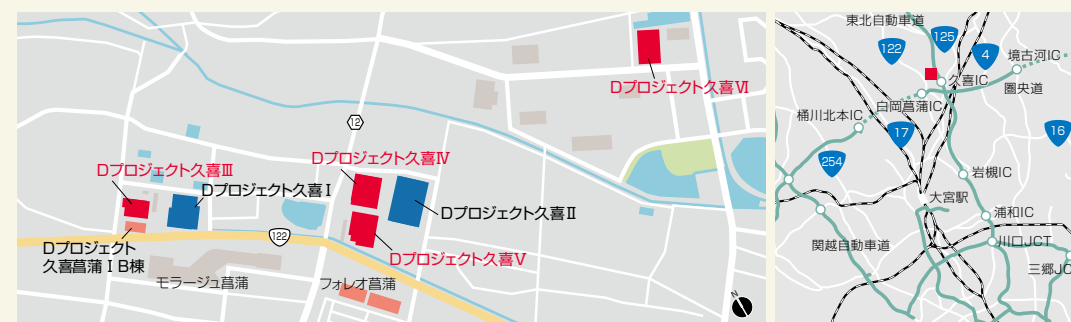 Dプロジェクト久喜Ⅵ
12
Dプロジェクト久喜Ⅲ
Dプロジェクト久喜Ⅳ
Dプロジェクト久喜Ⅰ
Dプロジェクト久喜Ⅱ
122
Dプロジェクト
久喜菖蒲ⅠB棟
Dプロジェクト久喜Ⅴ
モラージュ菖蒲
フォレオ菖蒲
N
東北自動車道
125
122
4
境古河IC
久喜IC
圏央道
白岡菖蒲IC
桶川北本IC
17
16
254
岩槻IC
大宮駅
浦和IC
関越自動車道
川口JCT
三郷JC